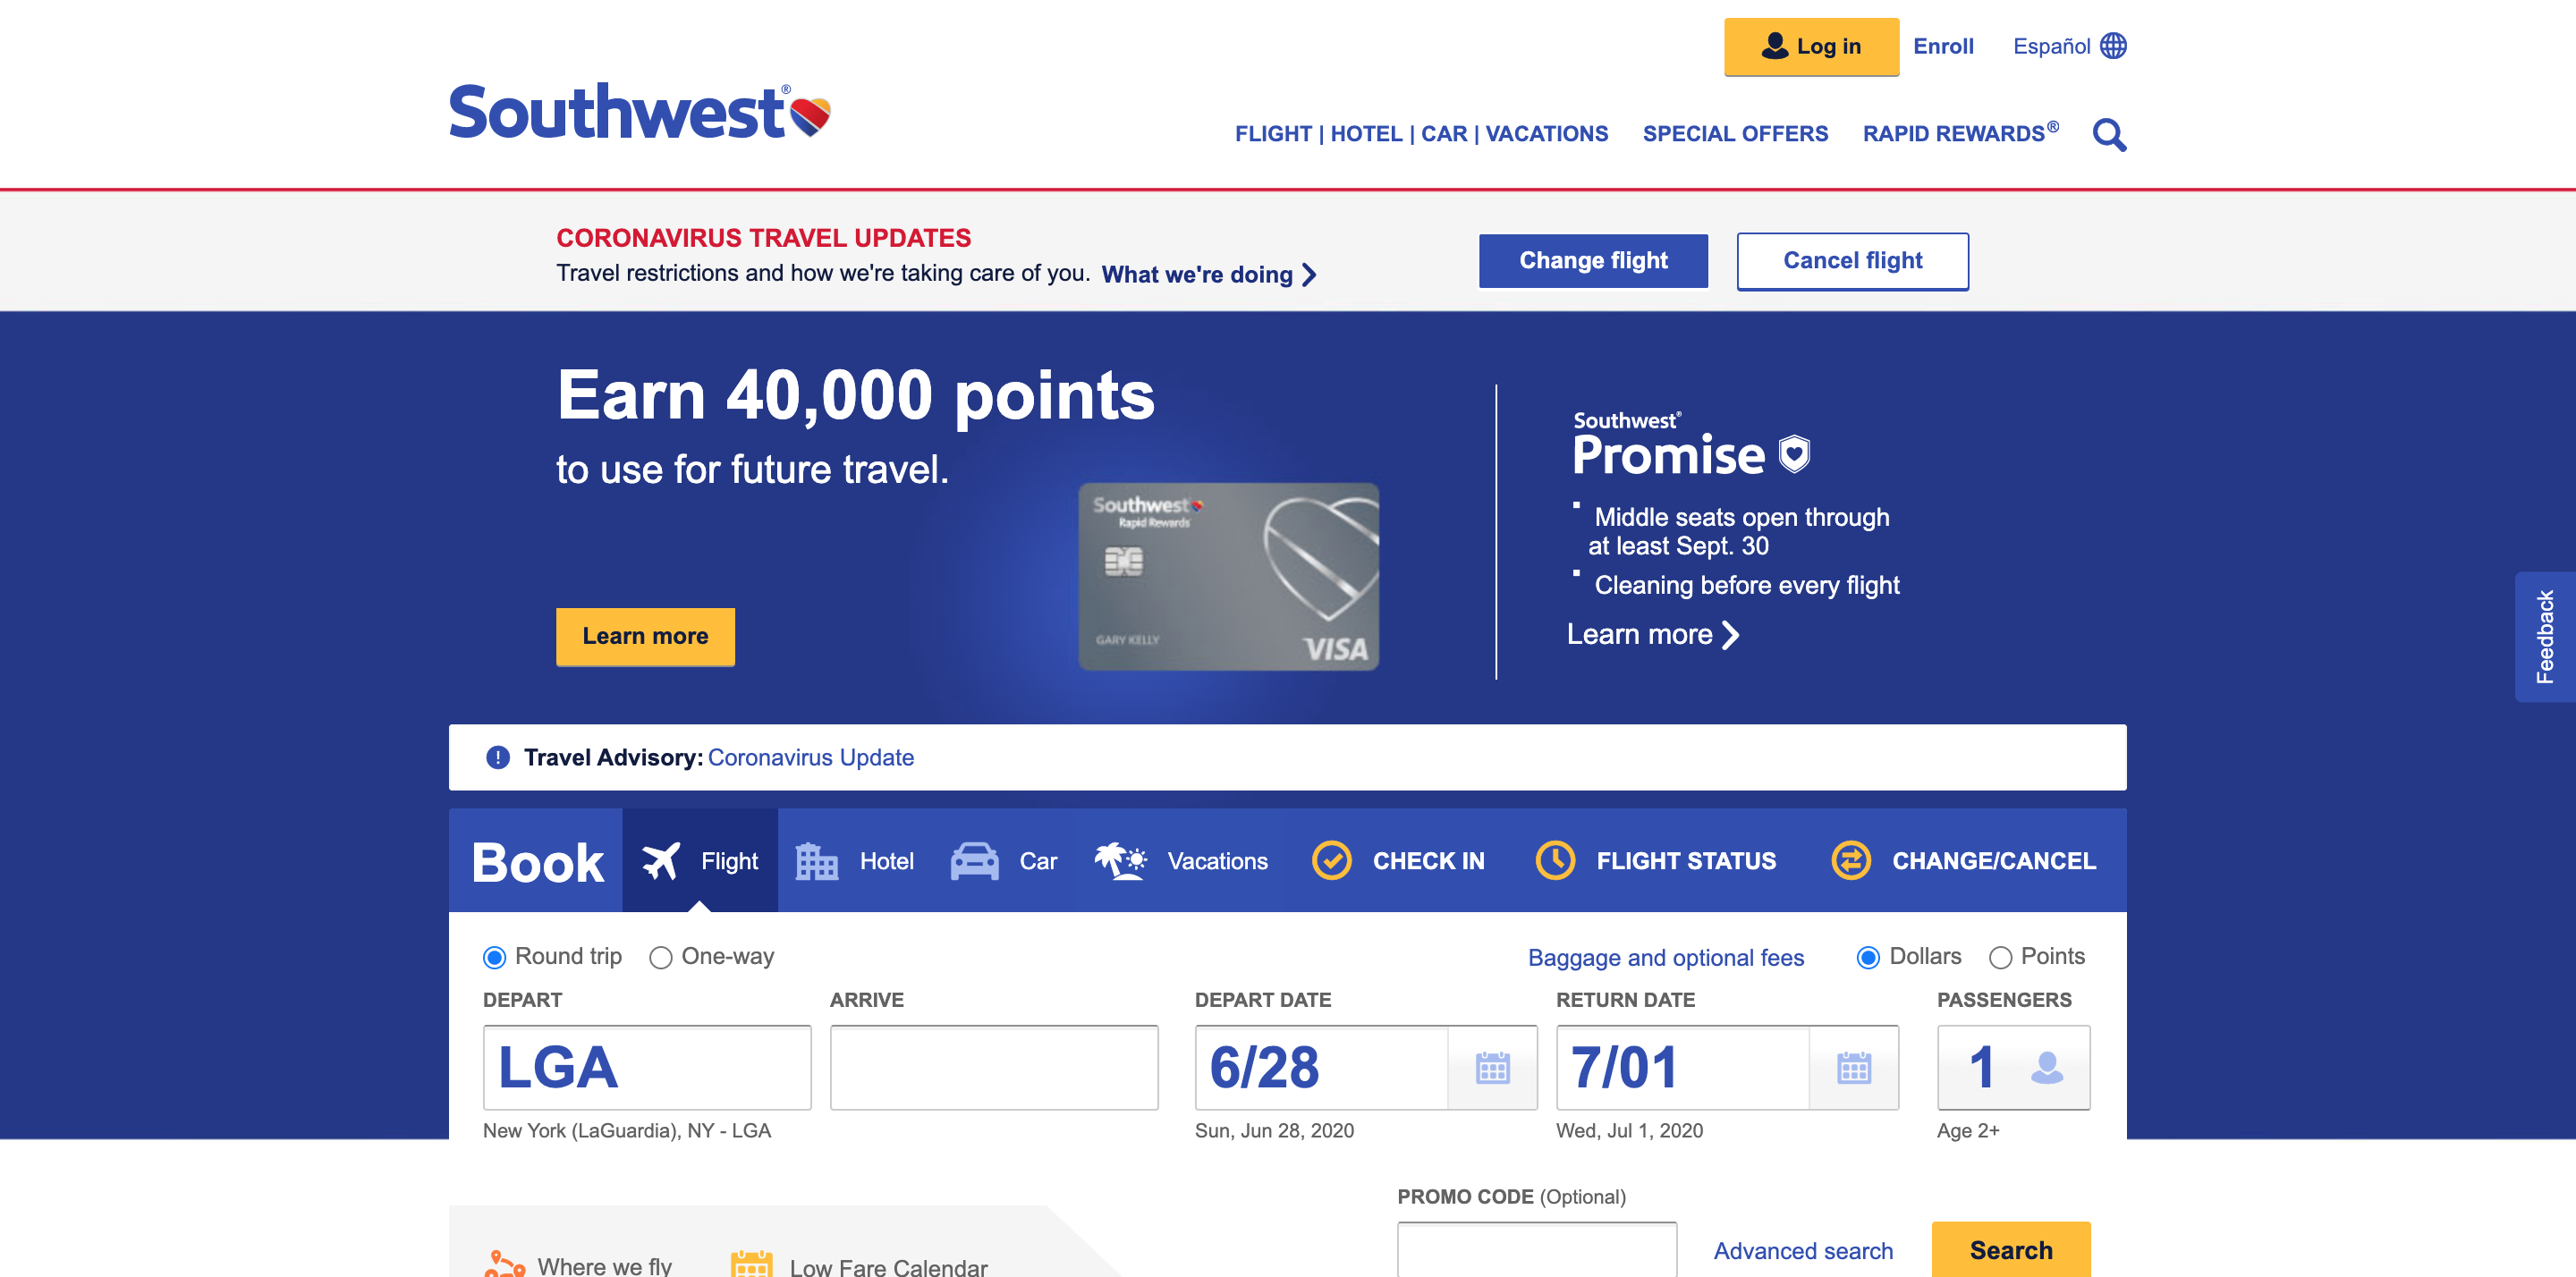 Log in
Enroll
Español
Southwest®
FLIGHT | HOTEL | CAR | VACATIONS
SPECIAL OFFERS
RAPID REWARDS®
CORONAVIRUS TRAVEL UPDATES
Travel restrictions and how we're taking care of you. What we're doing
Change flight
Cancel flight
Earn 40,000 points
to use for future travel.
Learn more
Southwest
Rapid Rewards
GARY KELLY
VISA
Southwest®
Promise
Middle seats open through
at least Sept. 30
Cleaning before every flight
Learn more
Feedback
Travel Advisory: Coronavirus Update
Book
Flight
Hotel
Car
Vacations
CHECK IN
FLIGHT STATUS
CHANGE/CANCEL
Round trip
One-way
Baggage and optional fees
Dollars
Points
DEPART
ARRIVE
DEPART DATE
RETURN DATE
PASSENGERS
LGA
6/28
7/01
1
New York (LaGuardia), NY - LGA
Sun, Jun 28, 2020
Wed, Jul 1, 2020
Age 2+
PROMO CODE (Optional)
Where we fly
Low Fare Calendar
Advanced search
Search